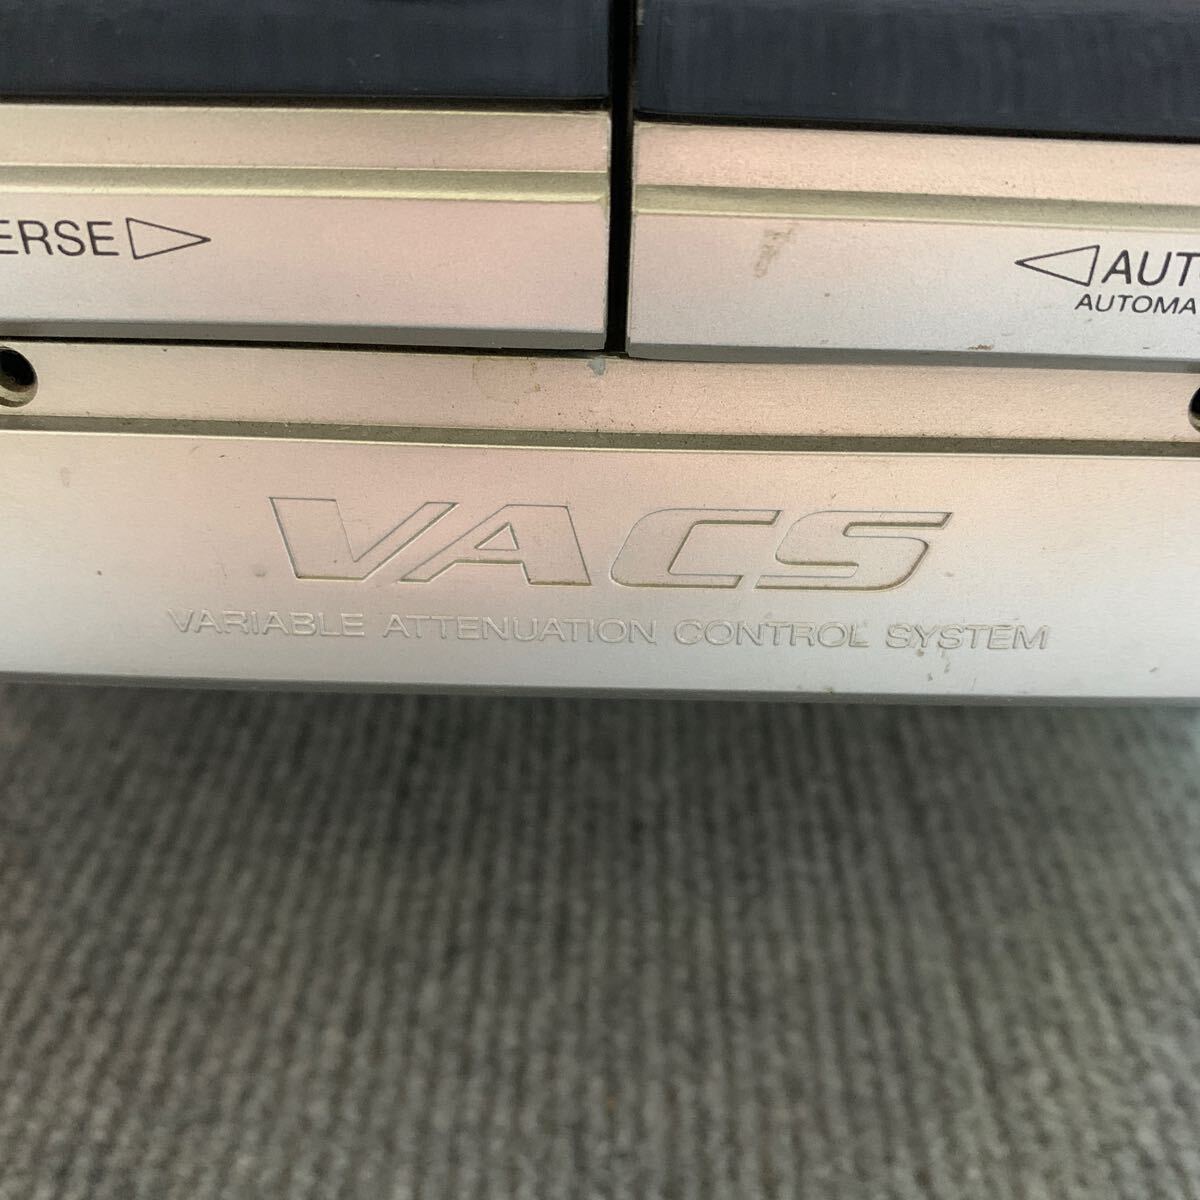 ERSE
AUT
AUTOMA
VACS
VARIABLE ATTENUATION CONTROL SYSTEM